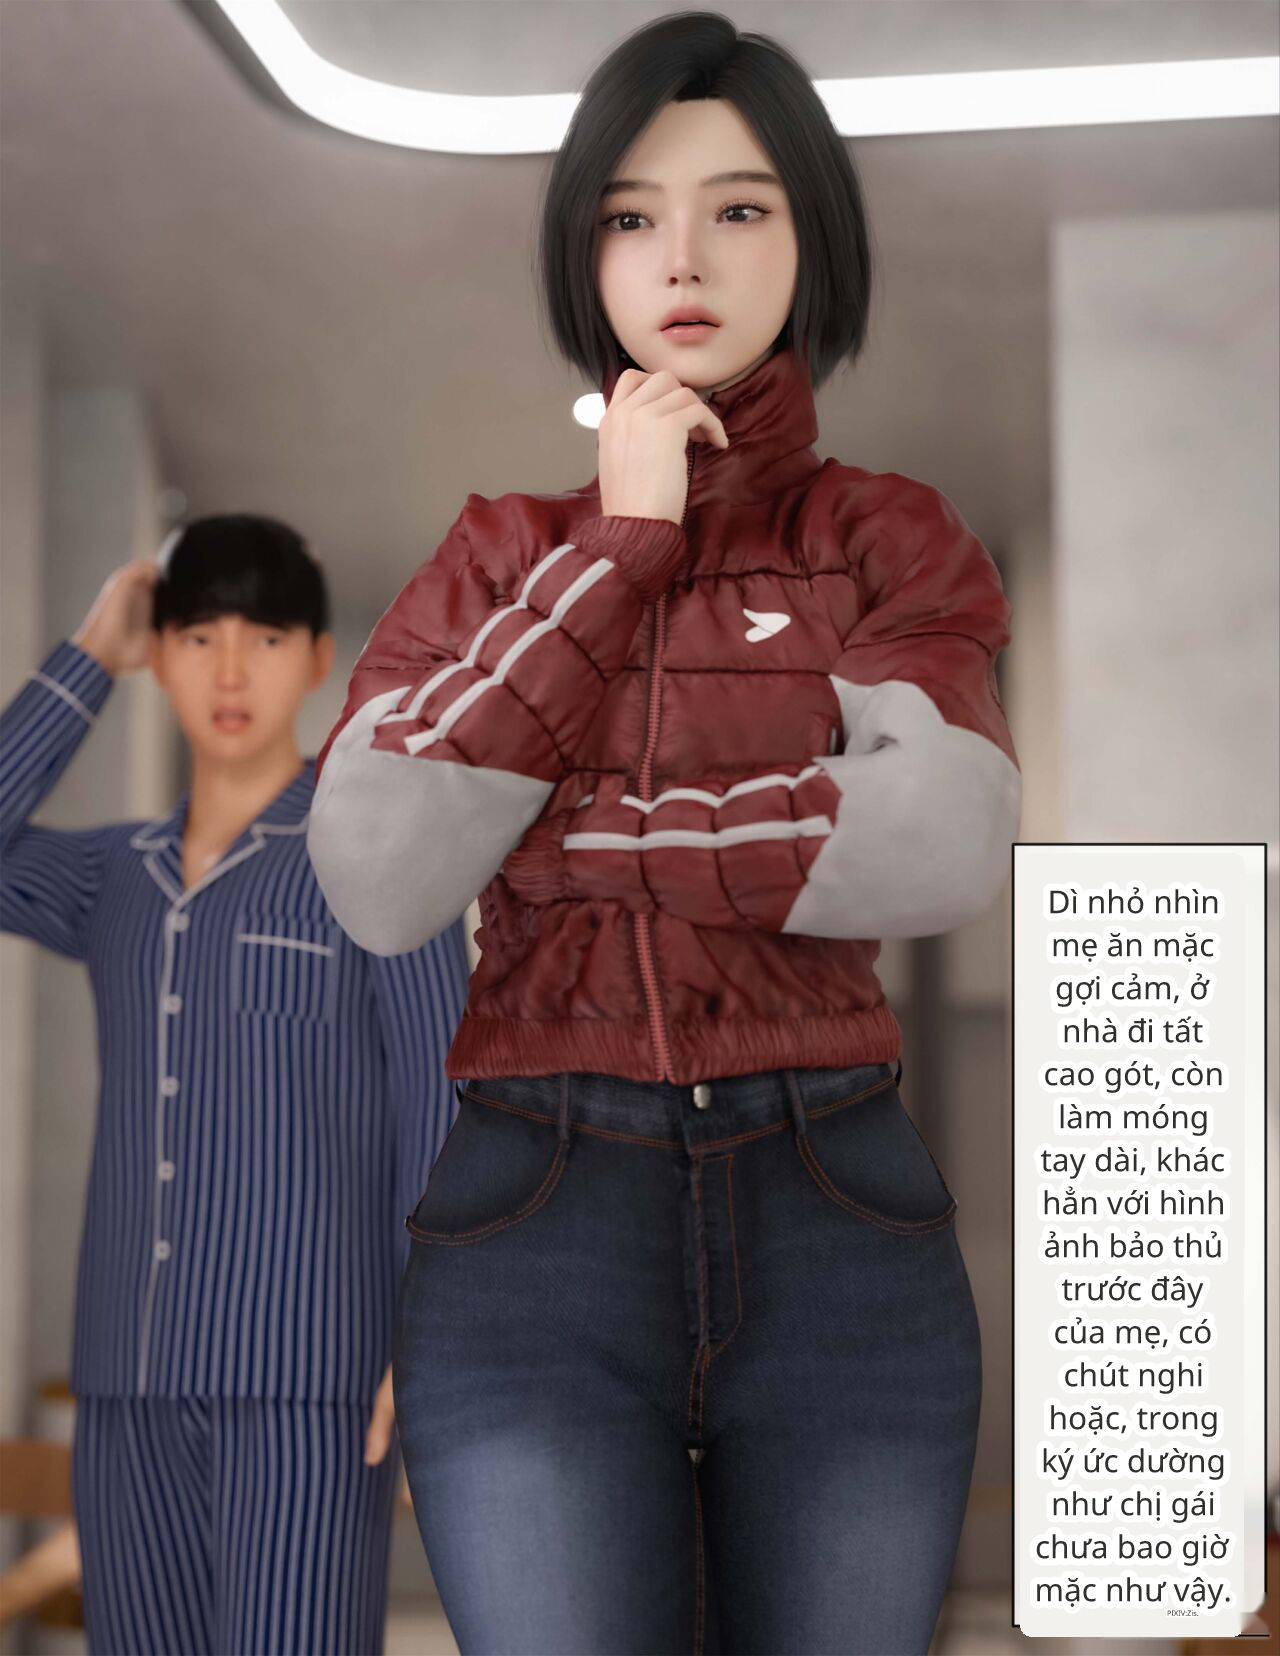 Dì nhỏ nhìn
mẹ ăn mặc
gợi cảm, ở
nhà đi tất
cao gót, còn
làm móng
tay dài, khác
hẳn với hình
ảnh bảo thủ
trước đây
của mẹ, có
chút nghi
hoặc, trong
ký ức dường
như chị gái
chưa bao giờ
mặc như vậy.
PIXIV:Zis.